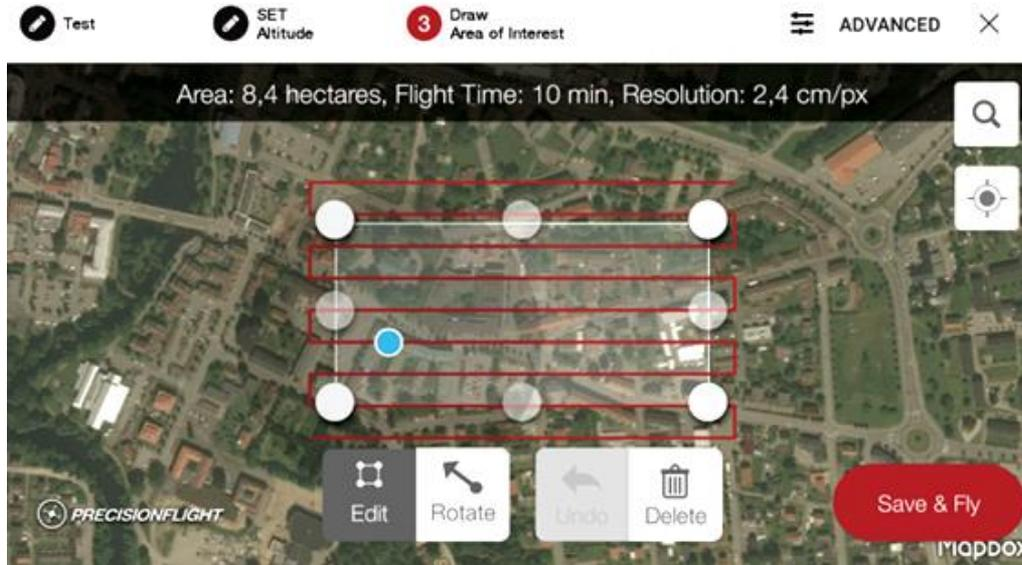 Test
SET
Altitude
3
Draw
Area of Interest
ADVANCED
Area: 8,4 hectares, Flight Time: 10 min, Resolution: 2,4 cm/px
Edit
Rotate
Undo
Delete
Save & Fly
PRECISIONFLIGHT
Mapbox